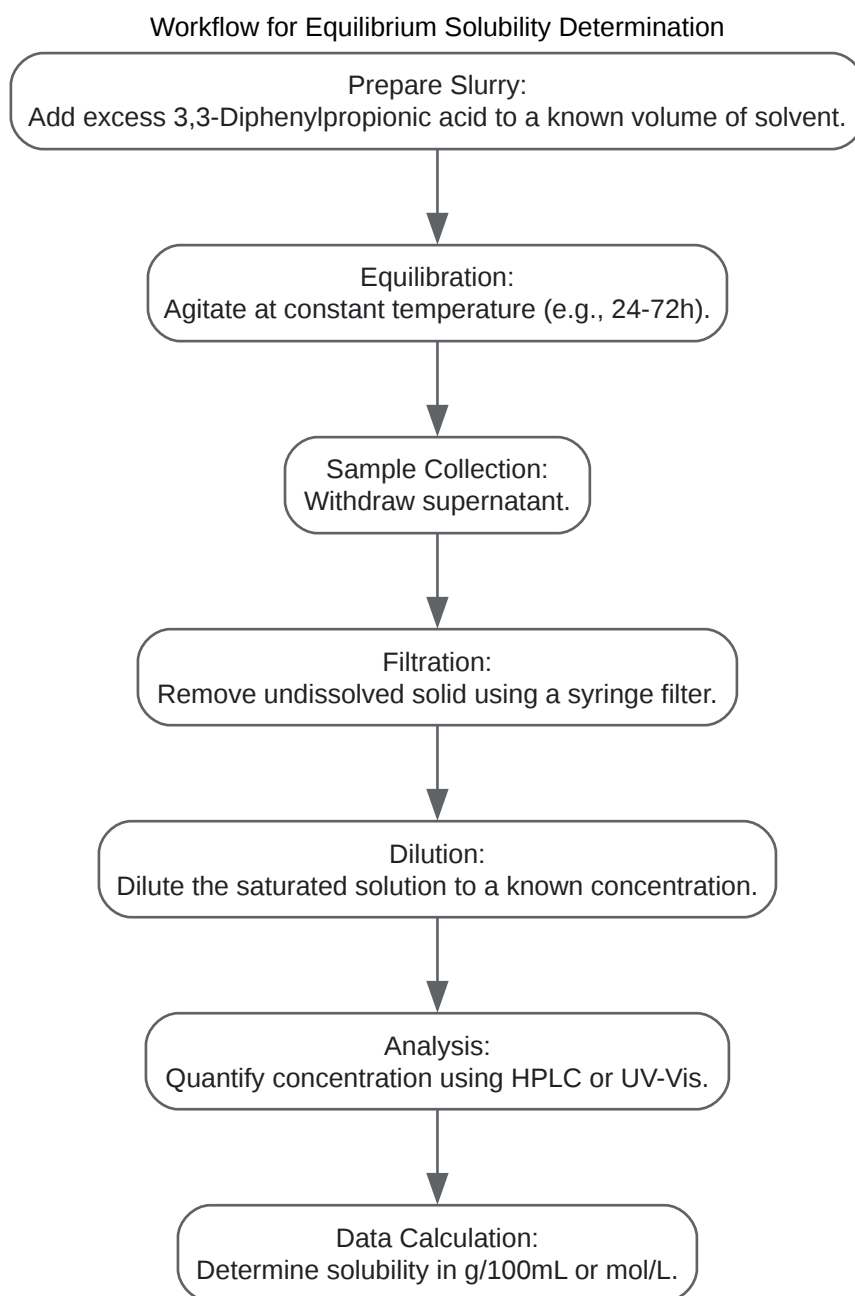 Workflow for Equilibrium Solubility Determination
Prepare Slurry:
Add excess 3,3-Diphenylpropionic acid to a known volume of solvent.
Equilibration:
Agitate at constant temperature (e.g., 24-72h).
Sample Collection:
Withdraw supernatant.
Filtration:
Remove undissolved solid using a syringe filter.
Dilution:
Dilute the saturated solution to a known concentration.
Analysis:
Quantify concentration using HPLC or UV-Vis.
Data Calculation:
Determine solubility in g/100mL or mol/L.